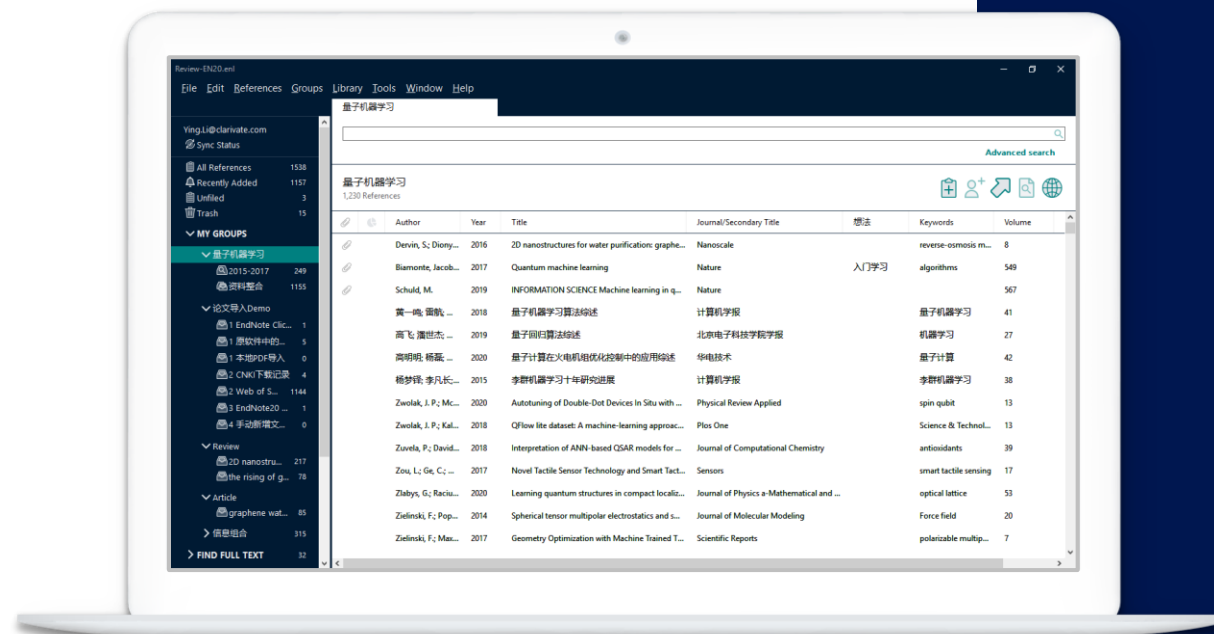 Review-EN20.enl
File Edit References Groups Library Tools Window Help
量子机器学习
Ying.Li@clarivate.com
Sync Status
Advanced search
All References 1538
Recently Added 1157
Unfiled 3
Trash 15
MY GROUPS
量子机器学习
2015-2017 249
资料整合 1155
论文导入Demo
1 EndNote Clic... 1
1 原软件中的... 5
1 本地PDF导入 0
2 CNKI下载记录 4
2 Web of S... 1144
3 EndNote20 ... 1
4 手动新增文... 0
Review
2D nanostru... 217
the rising of g... 78
Article
graphene wat... 85
信息组合 315
FIND FULL TEXT 32
量子机器学习
1,230 References
Author Year Title Journal/Secondary Title 想法 Keywords Volume
Dervin, S.; Diony... 2016 2D nanostructures for water purification: graphe... Nanoscale reverse-osmosis m... 8
Biamonte, Jacob... 2017 Quantum machine learning Nature 入门学习 algorithms 549
Schuld, M. 2019 INFORMATION SCIENCE Machine learning in q... Nature 567
黄一鸣; 雷航; ... 2018 量子机器学习算法综述 计算机学报 量子机器学习 41
高飞; 潘世杰; ... 2019 量子回归算法综述 北京电子科技学院学报 机器学习 27
高明明; 杨磊; ... 2020 量子计算在火电机组优化控制中的应用综述 华电技术 量子计算 42
杨梦铎; 李凡长;... 2015 李群机器学习十年研究进展 计算机学报 李群机器学习 38
Zwolak, J. P.; Mc... 2020 Autotuning of Double-Dot Devices In Situ with ... Physical Review Applied spin qubit 13
Zwolak, J. P.; Kal... 2018 QFlow lite dataset: A machine-learning approac... Plos One Science & Technol... 13
Zuvela, P.; David... 2018 Interpretation of ANN-based QSAR models for ... Journal of Computational Chemistry antioxidants 39
Zou, L.; Ge, C.; ... 2017 Novel Tactile Sensor Technology and Smart Tact... Sensors smart tactile sensing 17
Zlabys, G.; Raciu... 2020 Learning quantum structures in compact localiz... Journal of Physics a-Mathematical and ... optical lattice 53
Zielinski, F.; Pop... 2014 Spherical tensor multipolar electrostatics and s... Journal of Molecular Modeling Force field 20
Zielinski, F.; Max... 2017 Geometry Optimization with Machine Trained T... Scientific Reports polarizable multip... 7